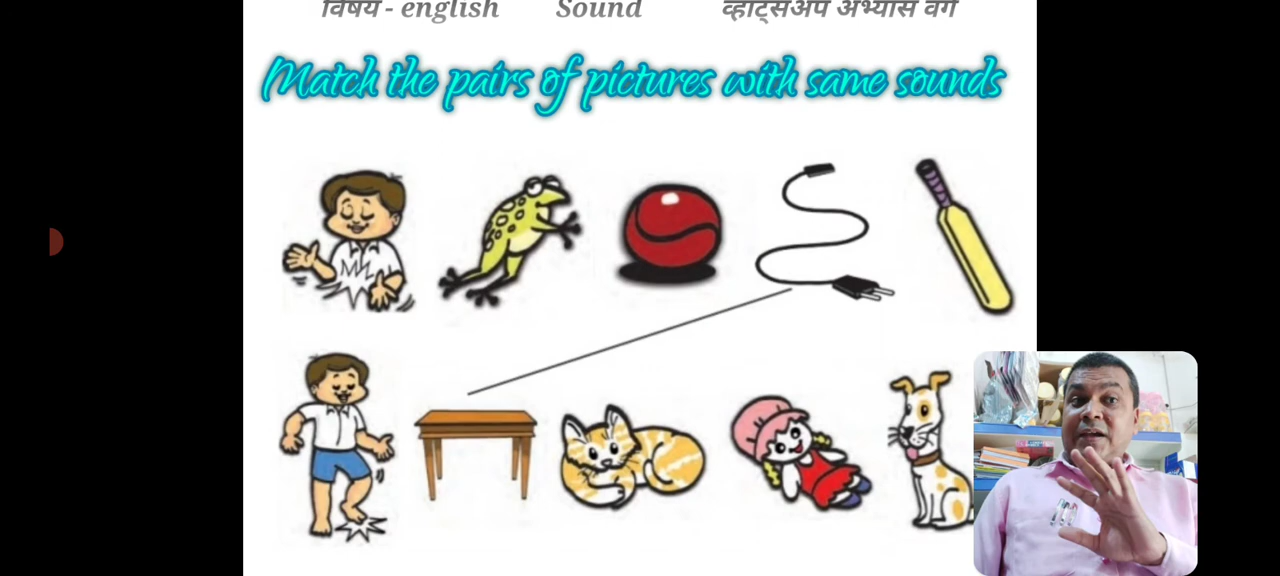 विषय - english Sound व्हाट्सअप अभ्यास वर्ग
Match the pairs of pictures with same sounds